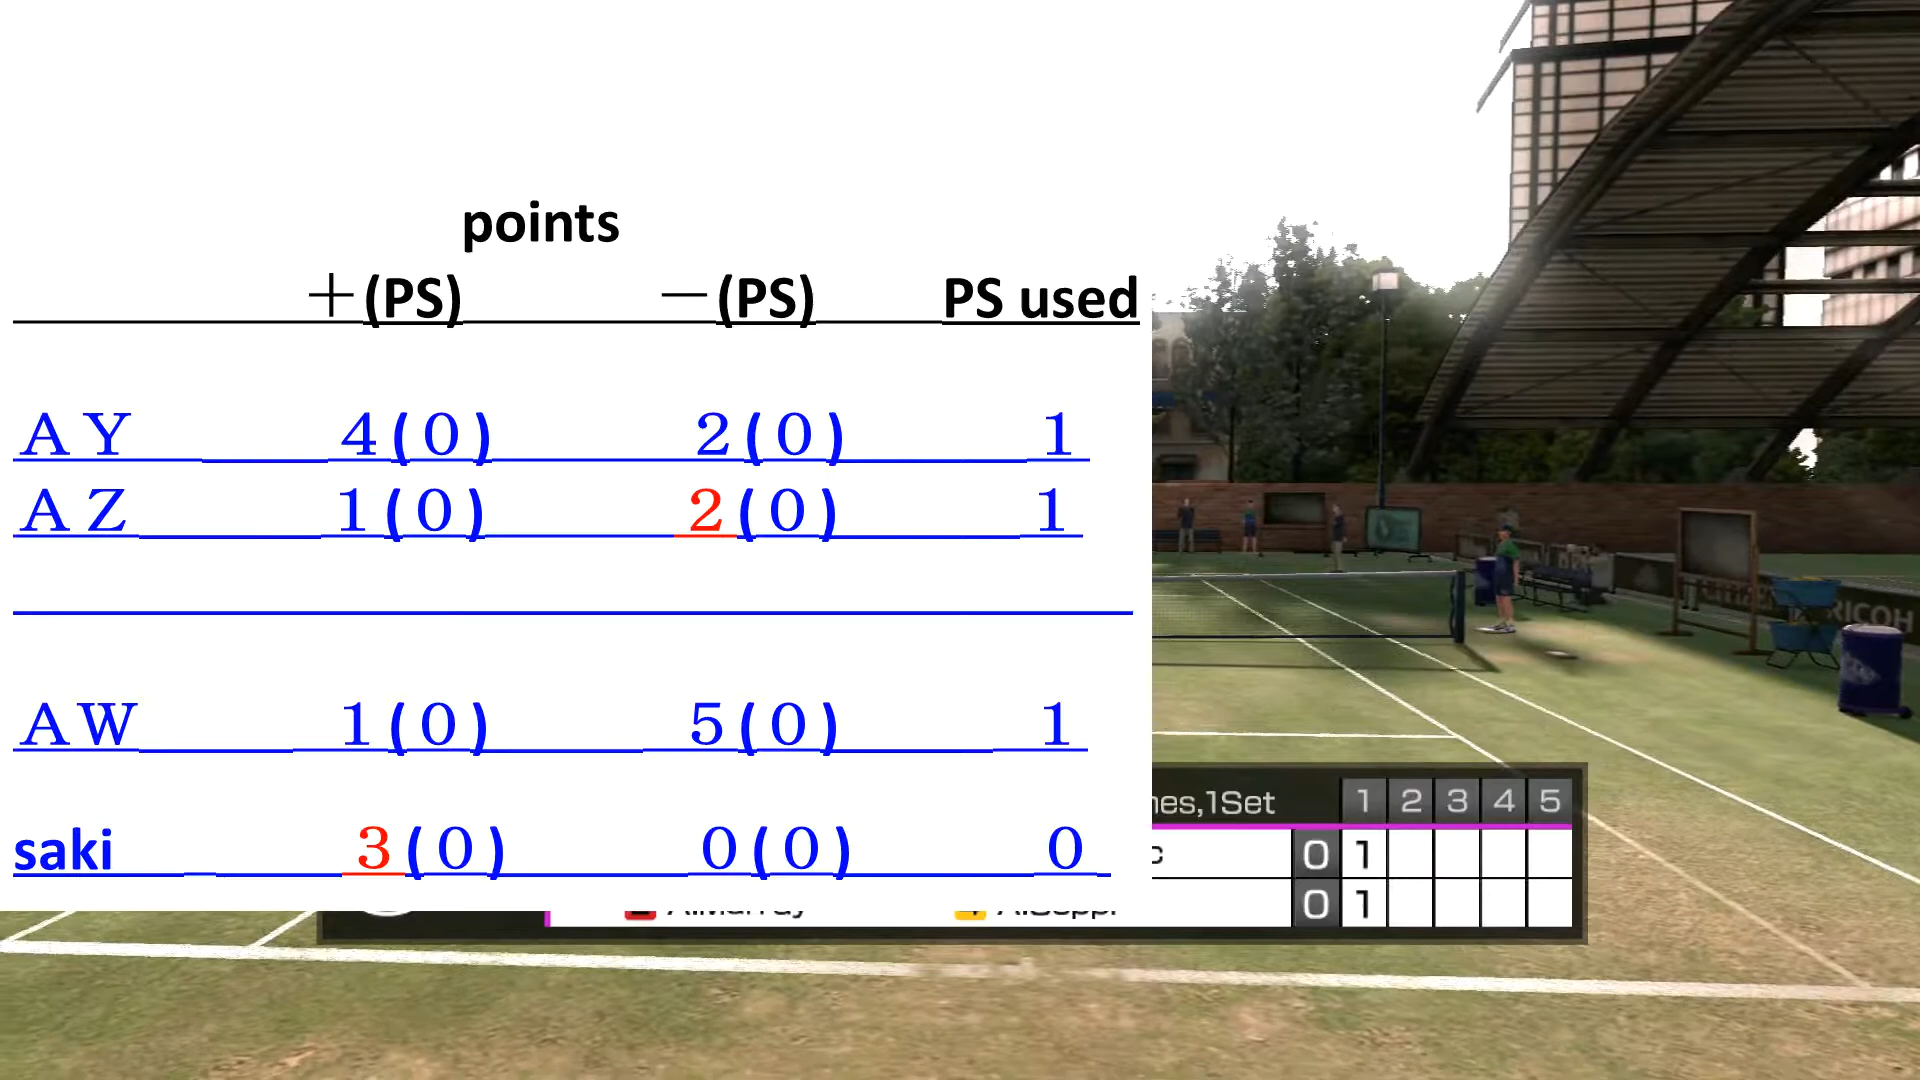 points
＋(PS) －(PS) PS used
ＡＹ 4(0) 2(0) 1
ＡＺ 1(0) 2(0) 1
ＡＷ 1(0) 5(0) 1
saki 3(0) 0(0) 0
RICOH
1Set 1 2 3 4 5
0 1
0 1